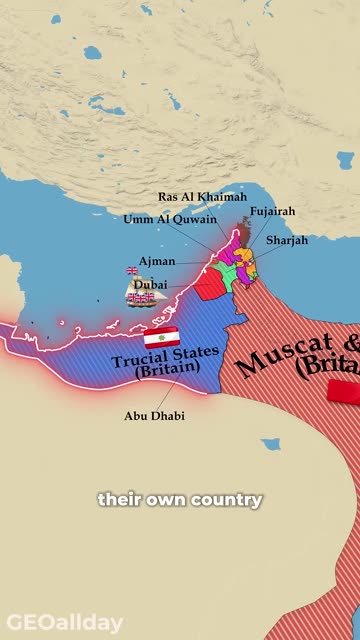 Ras Al Khaimah
Fujairah
Umm Al Quwain
Sharjah
Ajman
Dubai
Trucial States
(Britain)
Muscat &
Abu Dhabi
their own country
GEOallday